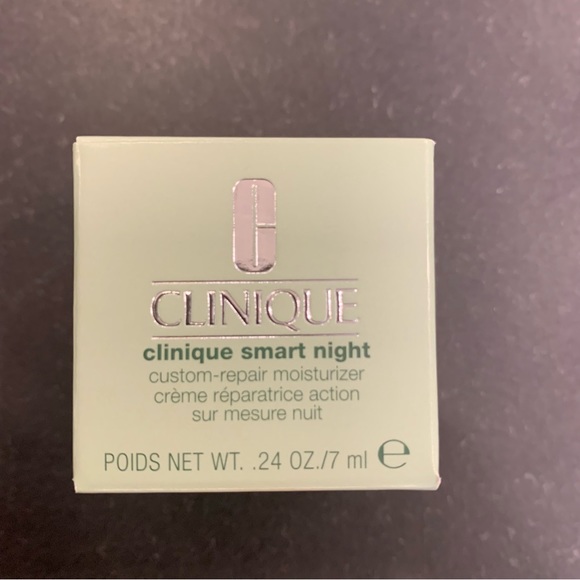 C
CLINIQUE
clinique smart night
custom-repair moisturizer
crème réparatrice action
sur mesure nuit
POIDS NET WT. .24 OZ./7 ml ℮